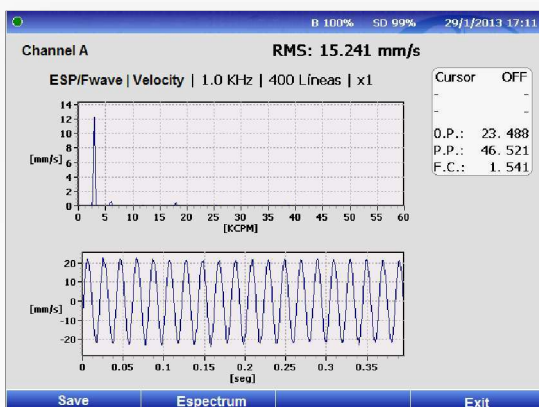 B 100% SD 99% 29/1/2013 17:11
Channel A RMS: 15.241 mm/s
ESP/Fwave | Velocity | 1.0 KHz | 400 Líneas | x1
Cursor OFF
-
-
O.P.: 23. 488
P.P.: 46. 521
F.C.: 1. 541
14
12
10
8
6
4
2
0
[mm/s]
0 5 10 15 20 25 30 35 40 45 50 55 60
[KCPM]
20
10
0
-10
-20
[mm/s]
0 0.05 0.1 0.15 0.2 0.25 0.3 0.35
[seg]
Save Espectrum Exit